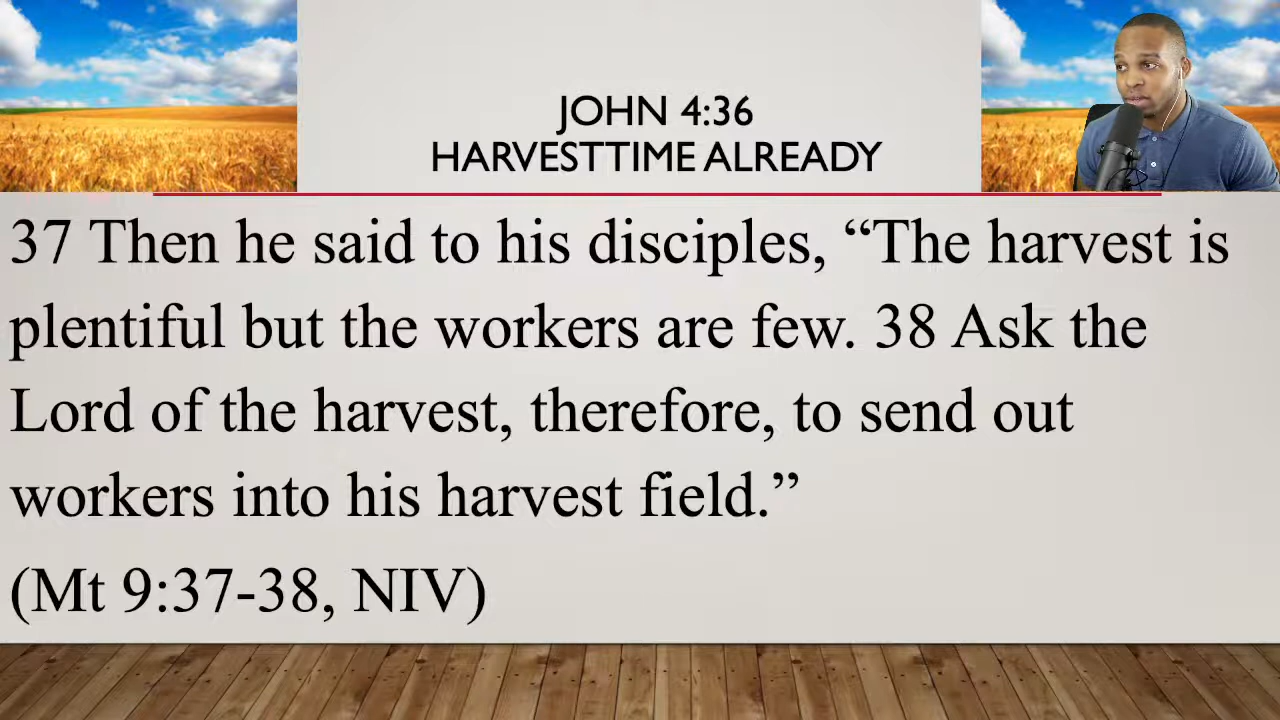 JOHN 4:36
HARVESTTIME ALREADY
37 Then he said to his disciples, “The harvest is
plentiful but the workers are few. 38 Ask the
Lord of the harvest, therefore, to send out
workers into his harvest field.”
(Mt 9:37-38, NIV)